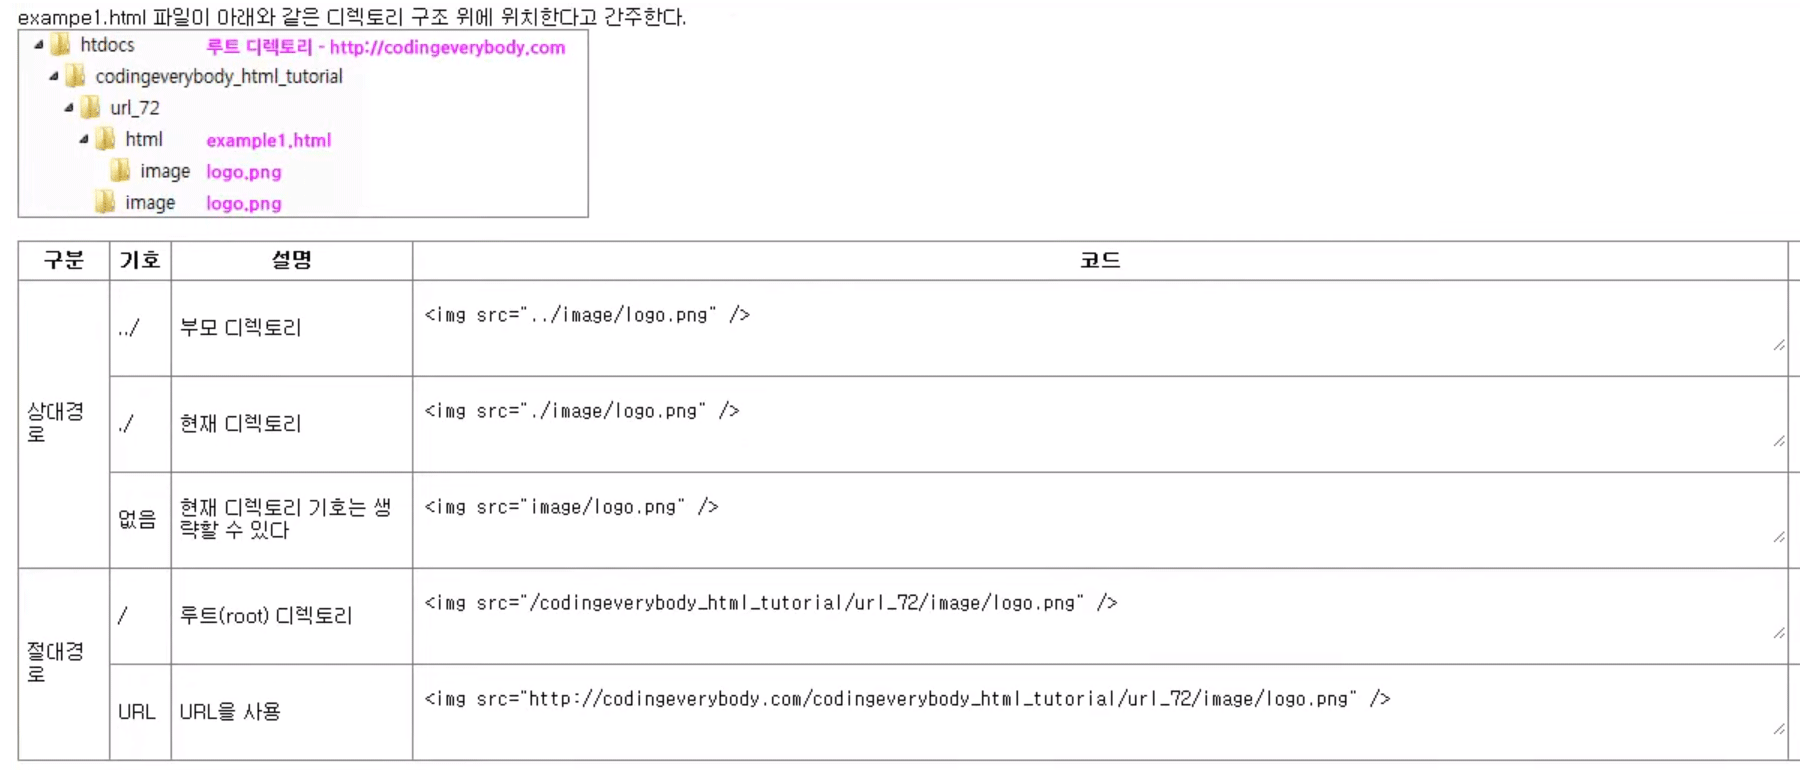 exampe1.html 파일이 아래와 같은 디렉토리 구조 위에 위치한다고 간주한다.
htdocs 루트 디렉토리 - http://codingeverybody.com
codingeverybody_html_tutorial
url_72
html example1.html
image logo.png
image logo.png
구분 기호 설명 코드
상대경로
../ 부모 디렉토리 <img src="../image/logo.png" />
./ 현재 디렉토리 <img src="./image/logo.png" />
없음 현재 디렉토리 기호는 생
략할 수 있다 <img src="image/logo.png" />
절대경로
/ 루트(root) 디렉토리 <img src="/codingeverybody_html_tutorial/url_72/image/logo.png" />
URL URL을 사용 <img src="http://codingeverybody.com/codingeverybody_html_tutorial/url_72/image/logo.png" />